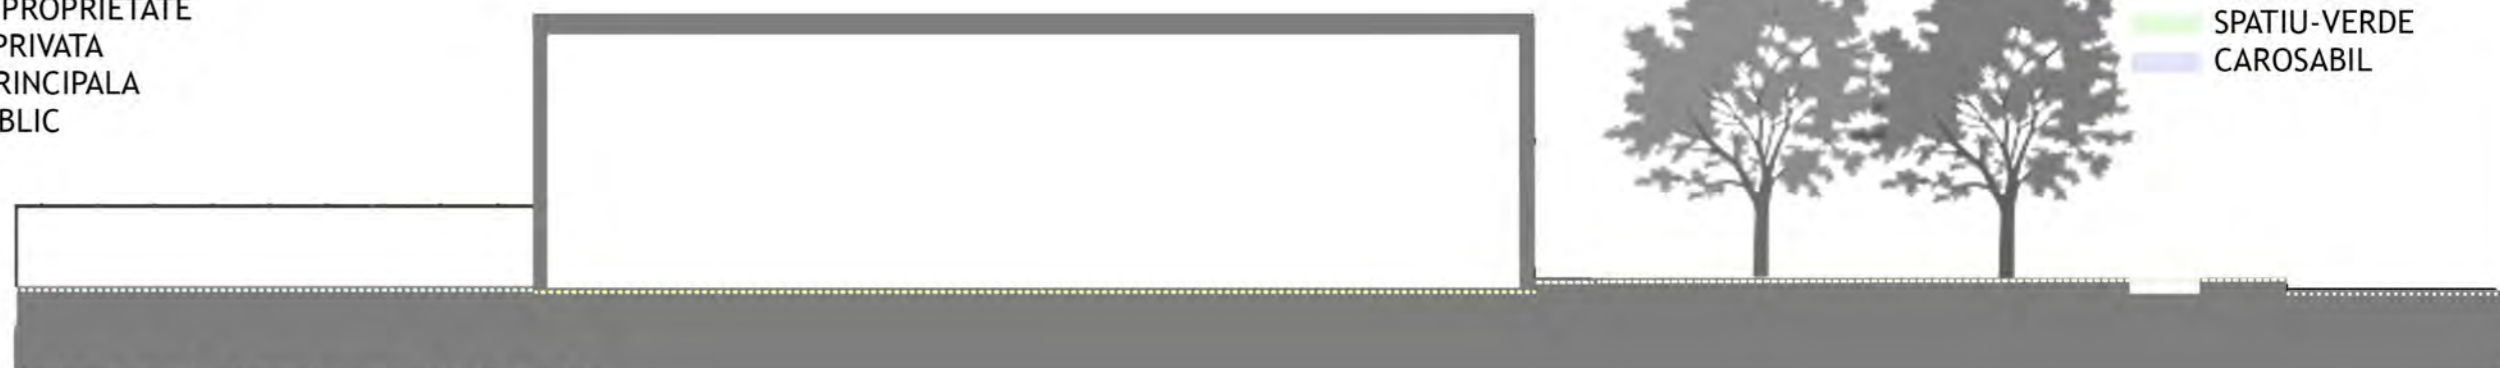 PROPRIETATE
PRIVATA
RINCIPALA
BLIC
SPATIU-VERDE
CAROSABIL